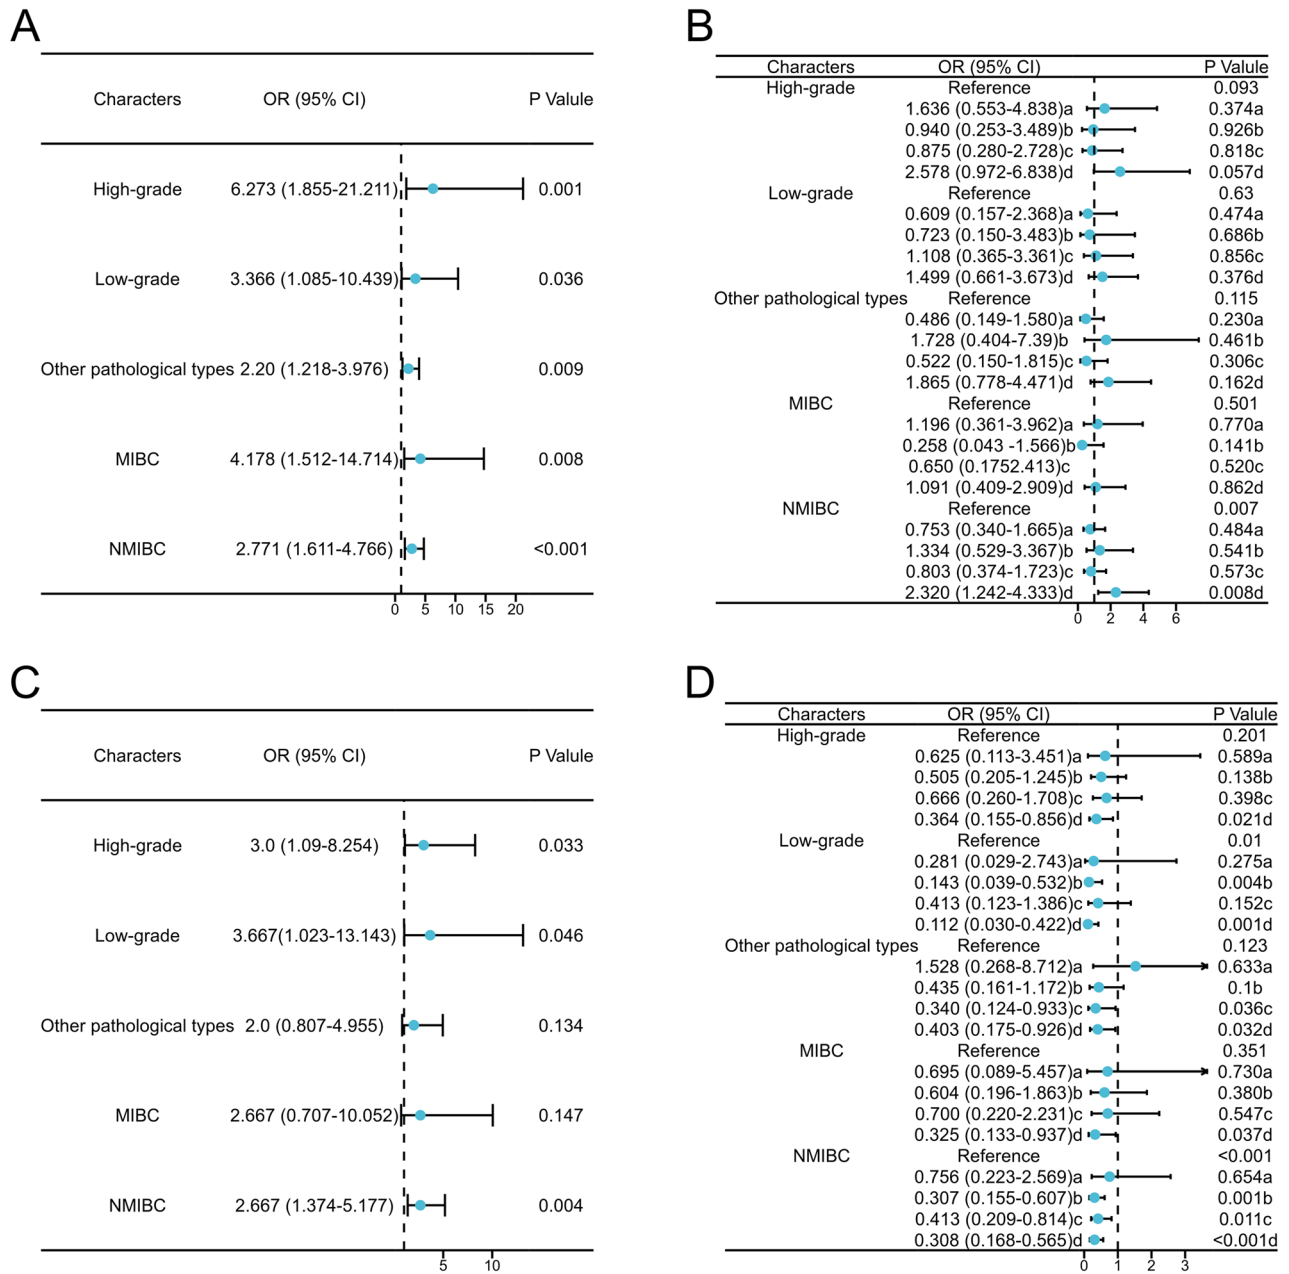 A
Characters OR (95% CI) P Valule
High-grade 6.273 (1.855-21.211) 0.001
Low-grade 3.366 (1.085-10.439) 0.036
Other pathological types 2.20 (1.218-3.976) 0.009
MIBC 4.178 (1.512-14.714) 0.008
NMIBC 2.771 (1.611-4.766) <0.001
0 5 10 15 20
B
Characters OR (95% CI) P Valule
High-grade Reference 0.093
1.636 (0.553-4.838)a 0.374a
0.940 (0.253-3.489)b 0.926b
0.875 (0.280-2.728)c 0.818c
2.578 (0.972-6.838)d 0.057d
Low-grade Reference 0.63
0.609 (0.157-2.368)a 0.474a
0.723 (0.150-3.483)b 0.686b
1.108 (0.365-3.361)c 0.856c
1.499 (0.661-3.673)d 0.376d
Other pathological types Reference 0.115
0.486 (0.149-1.580)a 0.230a
1.728 (0.404-7.39)b 0.461b
0.522 (0.150-1.815)c 0.306c
1.865 (0.778-4.471)d 0.162d
MIBC Reference 0.501
1.196 (0.361-3.962)a 0.770a
0.258 (0.043 -1.566)b 0.141b
0.650 (0.1752.413)c 0.520c
1.091 (0.409-2.909)d 0.862d
NMIBC Reference 0.007
0.753 (0.340-1.665)a 0.484a
1.334 (0.529-3.367)b 0.541b
0.803 (0.374-1.723)c 0.573c
2.320 (1.242-4.333)d 0.008d
0 2 4 6
C
Characters OR (95% CI) P Valule
High-grade 3.0 (1.09-8.254) 0.033
Low-grade 3.667(1.023-13.143) 0.046
Other pathological types 2.0 (0.807-4.955) 0.134
MIBC 2.667 (0.707-10.052) 0.147
NMIBC 2.667 (1.374-5.177) 0.004
5 10
D
Characters OR (95% CI) P Valule
High-grade Reference 0.201
0.625 (0.113-3.451)a 0.589a
0.505 (0.205-1.245)b 0.138b
0.666 (0.260-1.708)c 0.398c
0.364 (0.155-0.856)d 0.021d
Low-grade Reference 0.01
0.281 (0.029-2.743)a 0.275a
0.143 (0.039-0.532)b 0.004b
0.413 (0.123-1.386)c 0.152c
0.112 (0.030-0.422)d 0.001d
Other pathological types Reference 0.123
1.528 (0.268-8.712)a 0.633a
0.435 (0.161-1.172)b 0.1b
0.340 (0.124-0.933)c 0.036c
0.403 (0.175-0.926)d 0.032d
MIBC Reference 0.351
0.695 (0.089-5.457)a 0.730a
0.604 (0.196-1.863)b 0.380b
0.700 (0.220-2.231)c 0.547c
0.325 (0.133-0.937)d 0.037d
NMIBC Reference <0.001
0.756 (0.223-2.569)a 0.654a
0.307 (0.155-0.607)b 0.001b
0.413 (0.209-0.814)c 0.011c
0.308 (0.168-0.565)d <0.001d
0 1 2 3